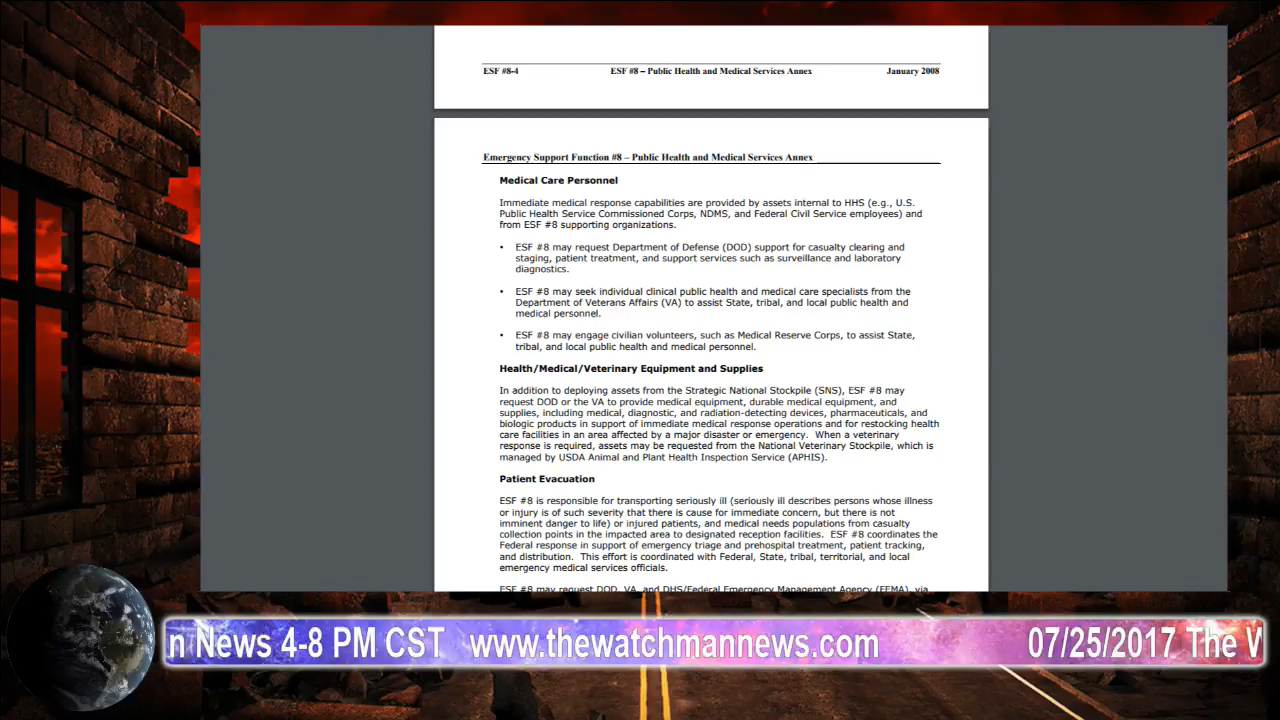 ESF #8-4 ESF #8 – Public Health and Medical Services Annex January 2008
Emergency Support Function #8 – Public Health and Medical Services Annex
Medical Care Personnel
Immediate medical response capabilities are provided by assets internal to HHS (e.g., U.S.
Public Health Service Commissioned Corps, NDMS, and Federal Civil Service employees) and
from ESF #8 supporting organizations.
• ESF #8 may request Department of Defense (DOD) support for casualty clearing and
staging, patient treatment, and support services such as surveillance and laboratory
diagnostics.
• ESF #8 may seek individual clinical public health and medical care specialists from the
Department of Veterans Affairs (VA) to assist State, tribal, and local public health and
medical personnel.
• ESF #8 may engage civilian volunteers, such as Medical Reserve Corps, to assist State,
tribal, and local public health and medical personnel.
Health/Medical/Veterinary Equipment and Supplies
In addition to deploying assets from the Strategic National Stockpile (SNS), ESF #8 may
request DOD or the VA to provide medical equipment, durable medical equipment, and
supplies, including medical, diagnostic, and radiation-detecting devices, pharmaceuticals, and
biologic products in support of immediate medical response operations and for restocking health
care facilities in an area affected by a major disaster or emergency. When a veterinary
response is required, assets may be requested from the National Veterinary Stockpile, which is
managed by USDA Animal and Plant Health Inspection Service (APHIS).
Patient Evacuation
ESF #8 is responsible for transporting seriously ill (seriously ill describes persons whose illness
or injury is of such severity that there is cause for immediate concern, but there is not
imminent danger to life) or injured patients, and medical needs populations from casualty
collection points in the impacted area to designated reception facilities. ESF #8 coordinates the
Federal response in support of emergency triage and prehospital treatment, patient tracking,
and distribution. This effort is coordinated with Federal, State, tribal, territorial, and local
emergency medical services officials.
ESF #8 may request DOD, VA, and DHS/Federal Emergency Management Agency (FEMA), via
n News 4-8 PM CST www.thewatchmannews.com 07/25/2017 The W